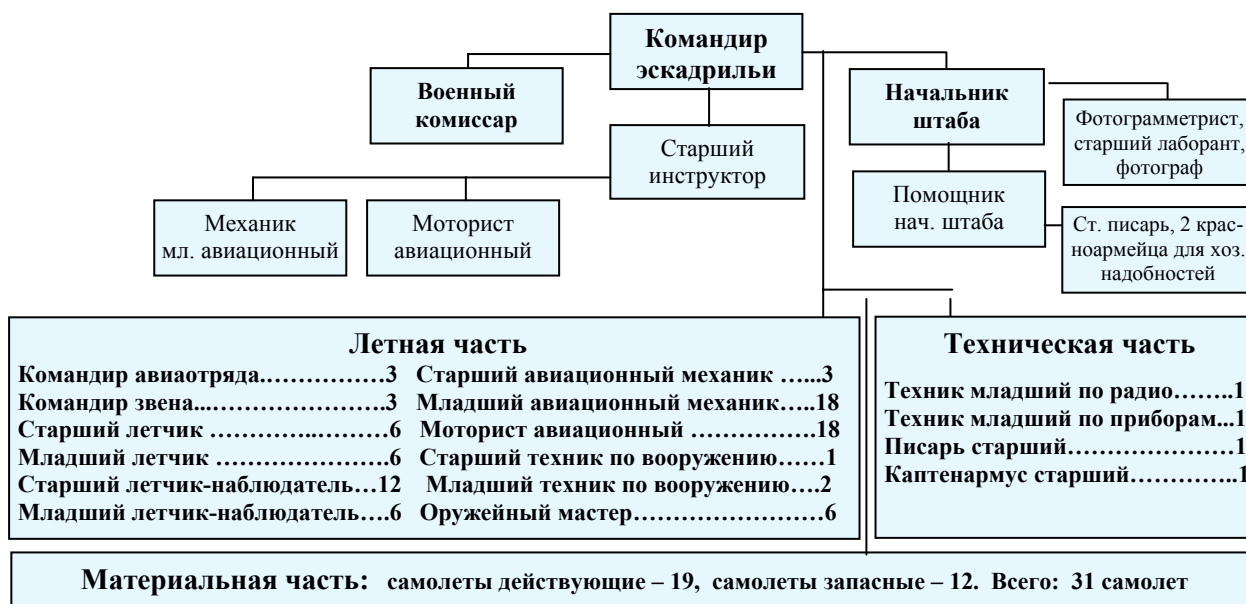 Командир
эскадрильи
Военный
комиссар
Начальник
штаба
Фотограмметрист,
старший лаборант,
фотограф
Старший
инструктор
Помощник
нач. штаба
Механик
мл. авиационный
Моторист
авиационный
Ст. писарь, 2 крас-
ноармейца для хоз.
надобностей
Летная часть
Командир авиаотряда.……………3 Старший авиационный механик …...3
Командир звена...…………………3 Младший авиационный механик…..18
Старший летчик …………...………6 Моторист авиационный ……………18
Младший летчик …………………6 Старший техник по вооружению……1
Старший летчик-наблюдатель…12 Младший техник по вооружению….2
Младший летчик-наблюдатель….6 Оружейный мастер…………………6
Техническая часть
Техник младший по радио……..1
Техник младший по приборам...1
Писарь старший…………………1
Каптенармус старший…………..1
Материальная часть: самолеты действующие – 19, самолеты запасные – 12. Всего: 31 самолет